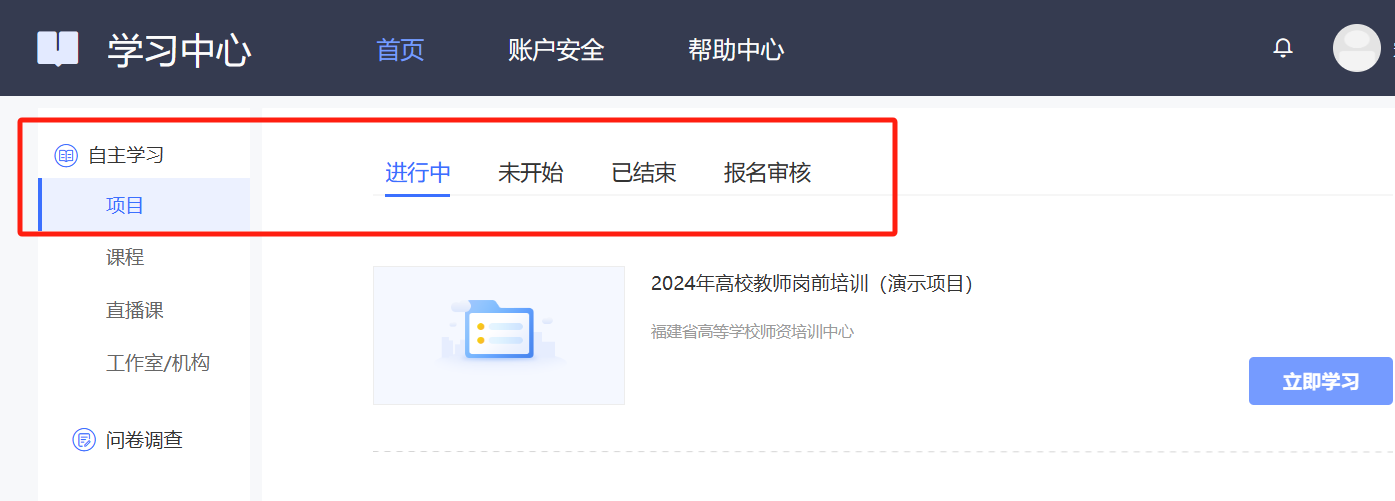 学习中心 首页 账户安全 帮助中心
自主学习
项目
课程
直播课
工作室/机构
问卷调查
进行中 未开始 已结束 报名审核
2024年高校教师岗前培训（演示项目）
福建省高等学校师资培训中心
立即学习